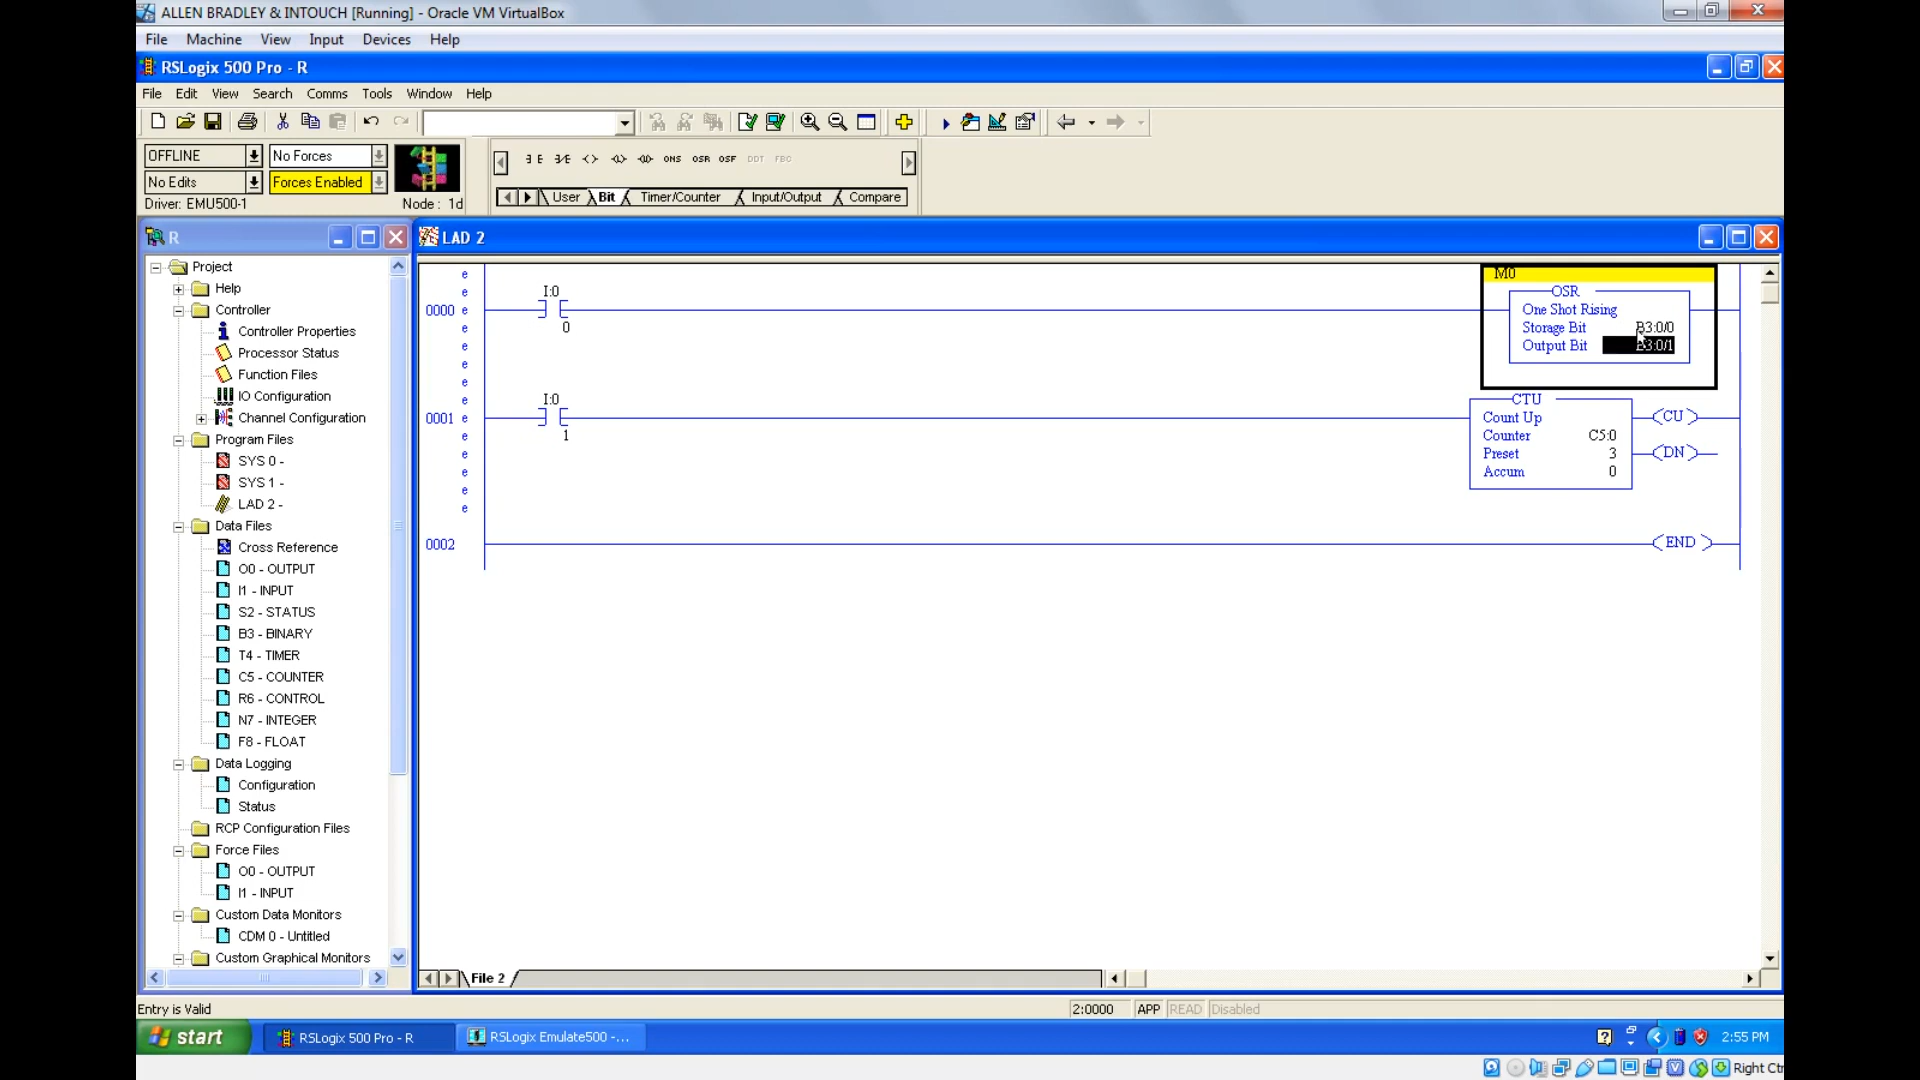 ALLEN BRADLEY & INTOUCH [Running] - Oracle VM VirtualBox
File Machine View Input Devices Help
RSLogix 500 Pro - R
File Edit View Search Comms Tools Window Help
OFFLINE No Forces
No Edits Forces Enabled
Driver: EMU500-1 Node : 1d
ONS OSR OSF DDT FBC
User Bit Timer/Counter Input/Output Compare
R
LAD 2
Project
Help
Controller
Controller Properties
Processor Status
Function Files
IO Configuration
Channel Configuration
Program Files
SYS 0 -
SYS 1 -
LAD 2 -
Data Files
Cross Reference
O0 - OUTPUT
I1 - INPUT
S2 - STATUS
B3 - BINARY
T4 - TIMER
C5 - COUNTER
R6 - CONTROL
N7 - INTEGER
F8 - FLOAT
Data Logging
Configuration
Status
RCP Configuration Files
Force Files
O0 - OUTPUT
I1 - INPUT
Custom Data Monitors
CDM 0 - Untitled
Custom Graphical Monitors
e
e
0000 e
e
e
e
e
e
0001 e
e
e
e
e
e
0002
I:0
0
I:0
1
M0
OSR
One Shot Rising
Storage Bit B3:0/0
Output Bit B3:0/1
CTU
Count Up CU
Counter C5:0
Preset 3 DN
Accum 0
END
File 2
Entry is Valid 2:0000 APP READ Disabled
start RSLogix 500 Pro - R RSLogix Emulate500 -... 2:55 PM
Right Ctr